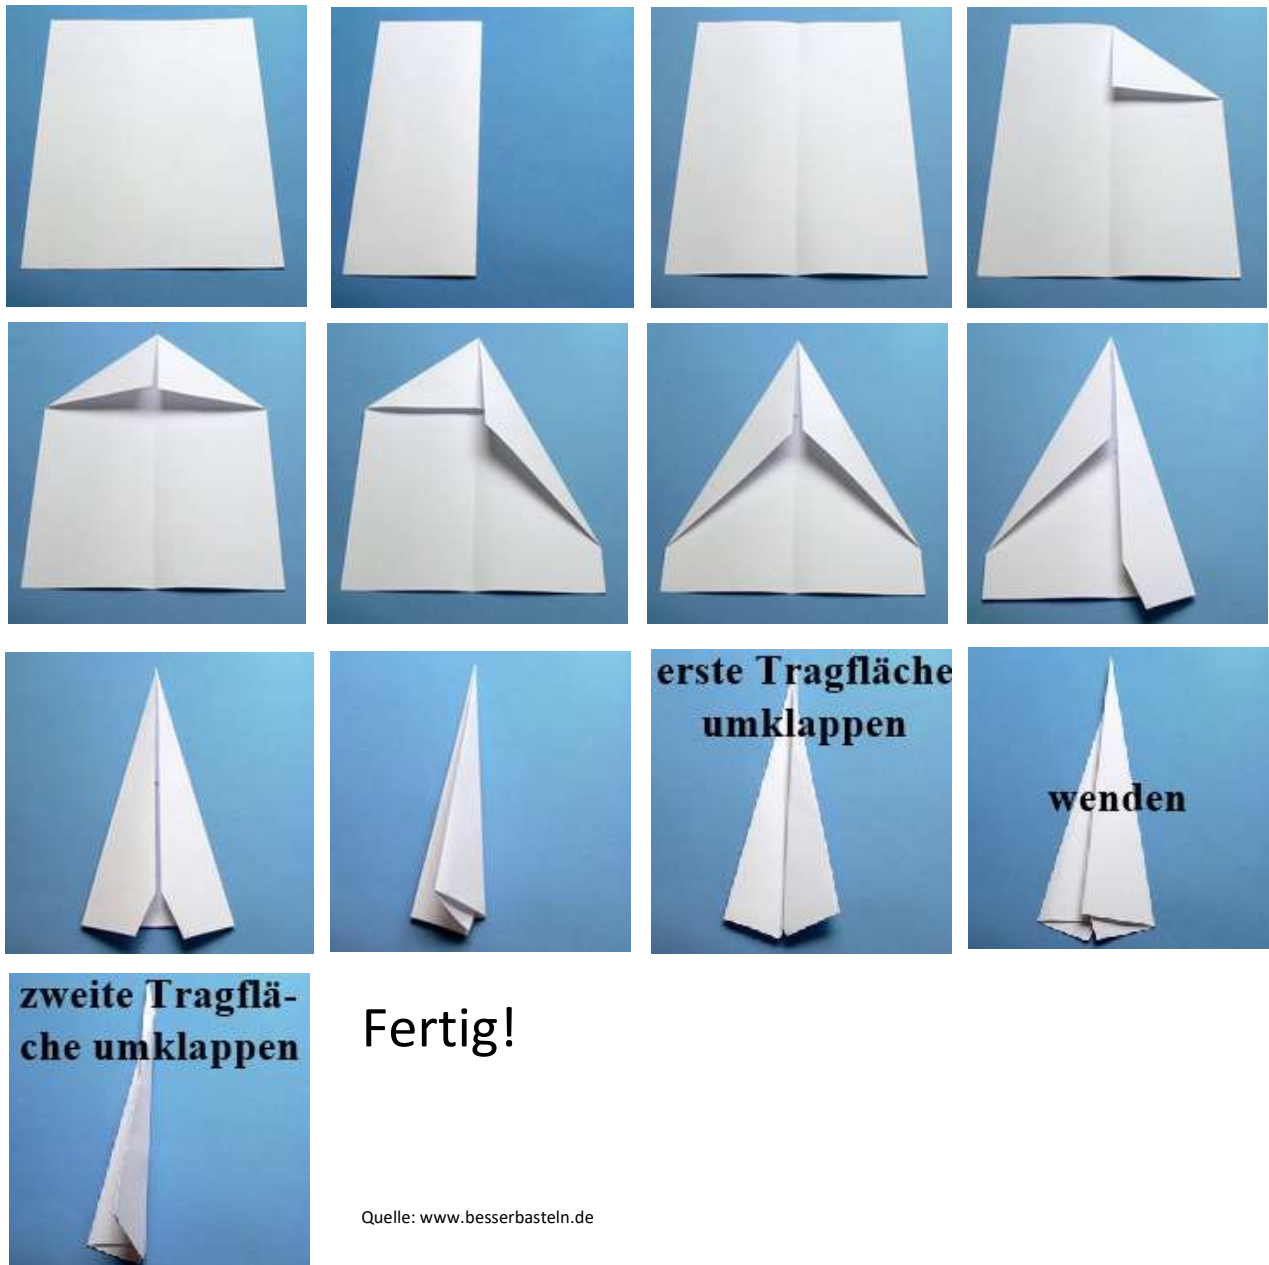 erste Tragfläche
umklappen
wenden
zweite Tragflä-
che umklappen
Fertig!
Quelle: www.besserbasteln.de